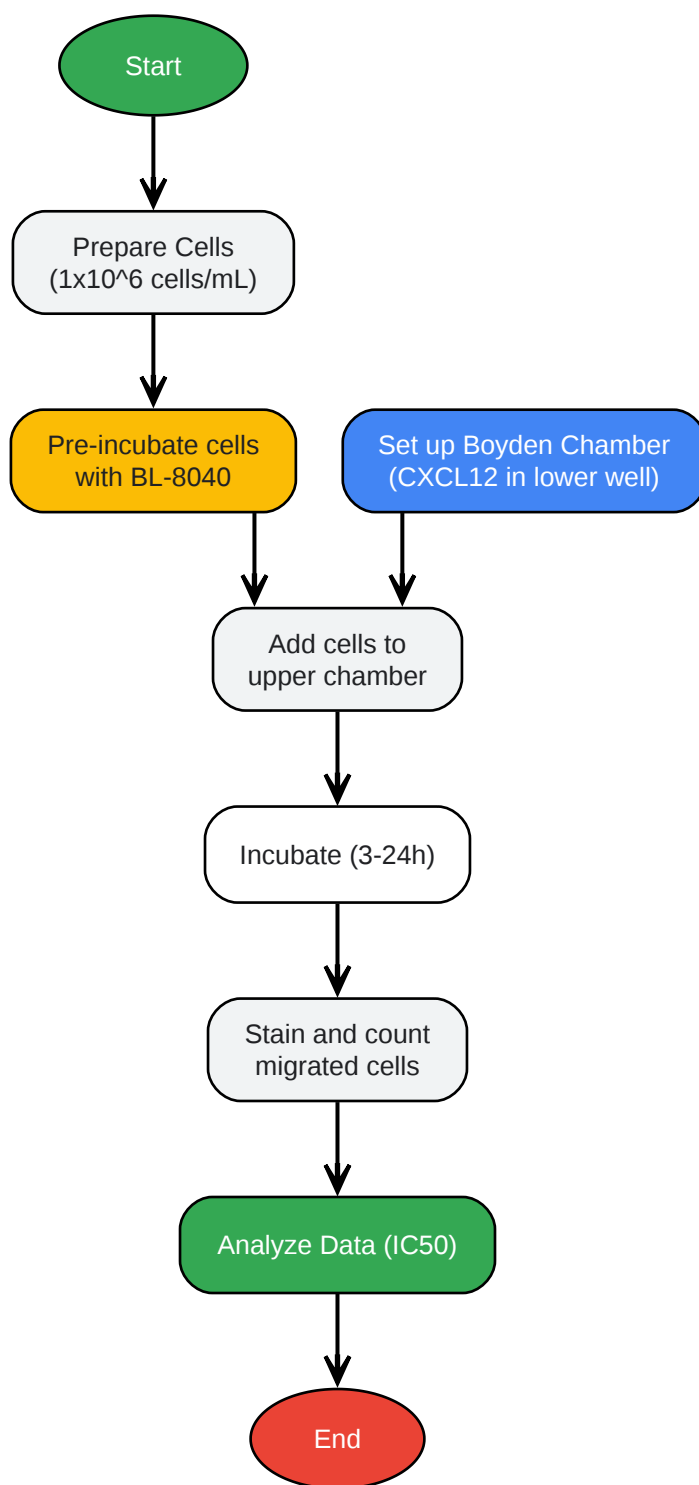 Start
Prepare Cells
(1x10^6 cells/mL)
Pre-incubate cells
with BL-8040
Set up Boyden Chamber
(CXCL12 in lower well)
Add cells to
upper chamber
Incubate (3-24h)
Stain and count
migrated cells
Analyze Data (IC50)
End